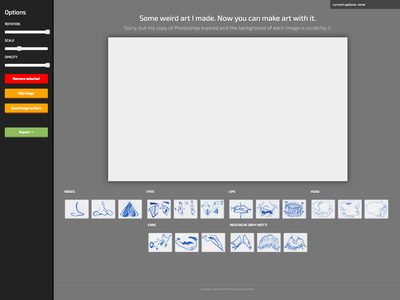 current options: none
Options
Some weird art I made. Now you can make art with it.
Sorry, but my copy of Photoshop expired and the background of each image is scratchy :(
ROTATION
SCALE
OPACITY
Remove selected
Flip image
Send image to back
Export ->
NOSES
EYES
LIPS
HEAD
EARS
MUSTACHE (WHY NOT?)